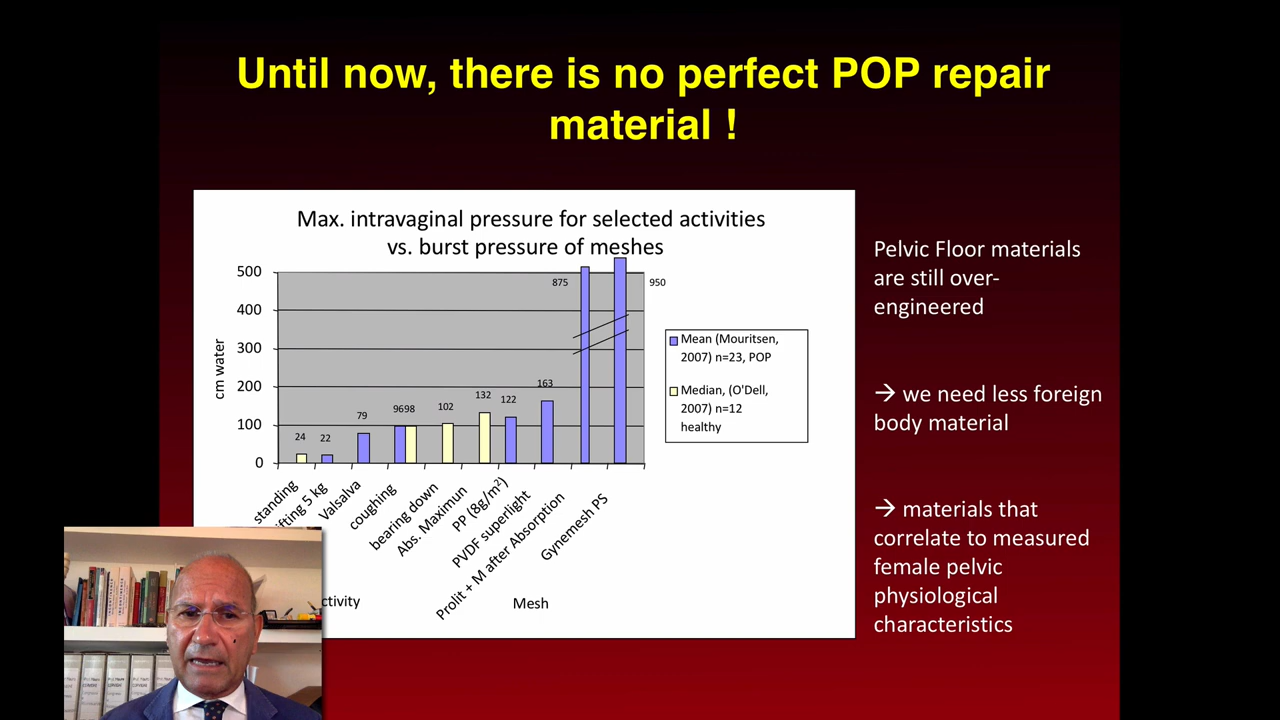 Until now, there is no perfect POP repair
material !
Max. intravaginal pressure for selected activities
vs. burst pressure of meshes
500
400
300
200
100
0
cm water
24
22
79
9698
102
132
122
163
875
950
standing
lifting 5 kg
Valsalva
coughing
bearing down
Abs. Maximun
PP (8g/m²)
PVDF superlight
Prolit + M after Absorption
Gynemesh PS
ctivity
Mesh
Mean (Mouritsen,
2007) n=23, POP
Median, (O'Dell,
2007) n=12
healthy
Pelvic Floor materials
are still over-
engineered
→ we need less foreign
body material
→ materials that
correlate to measured
female pelvic
physiological
characteristics